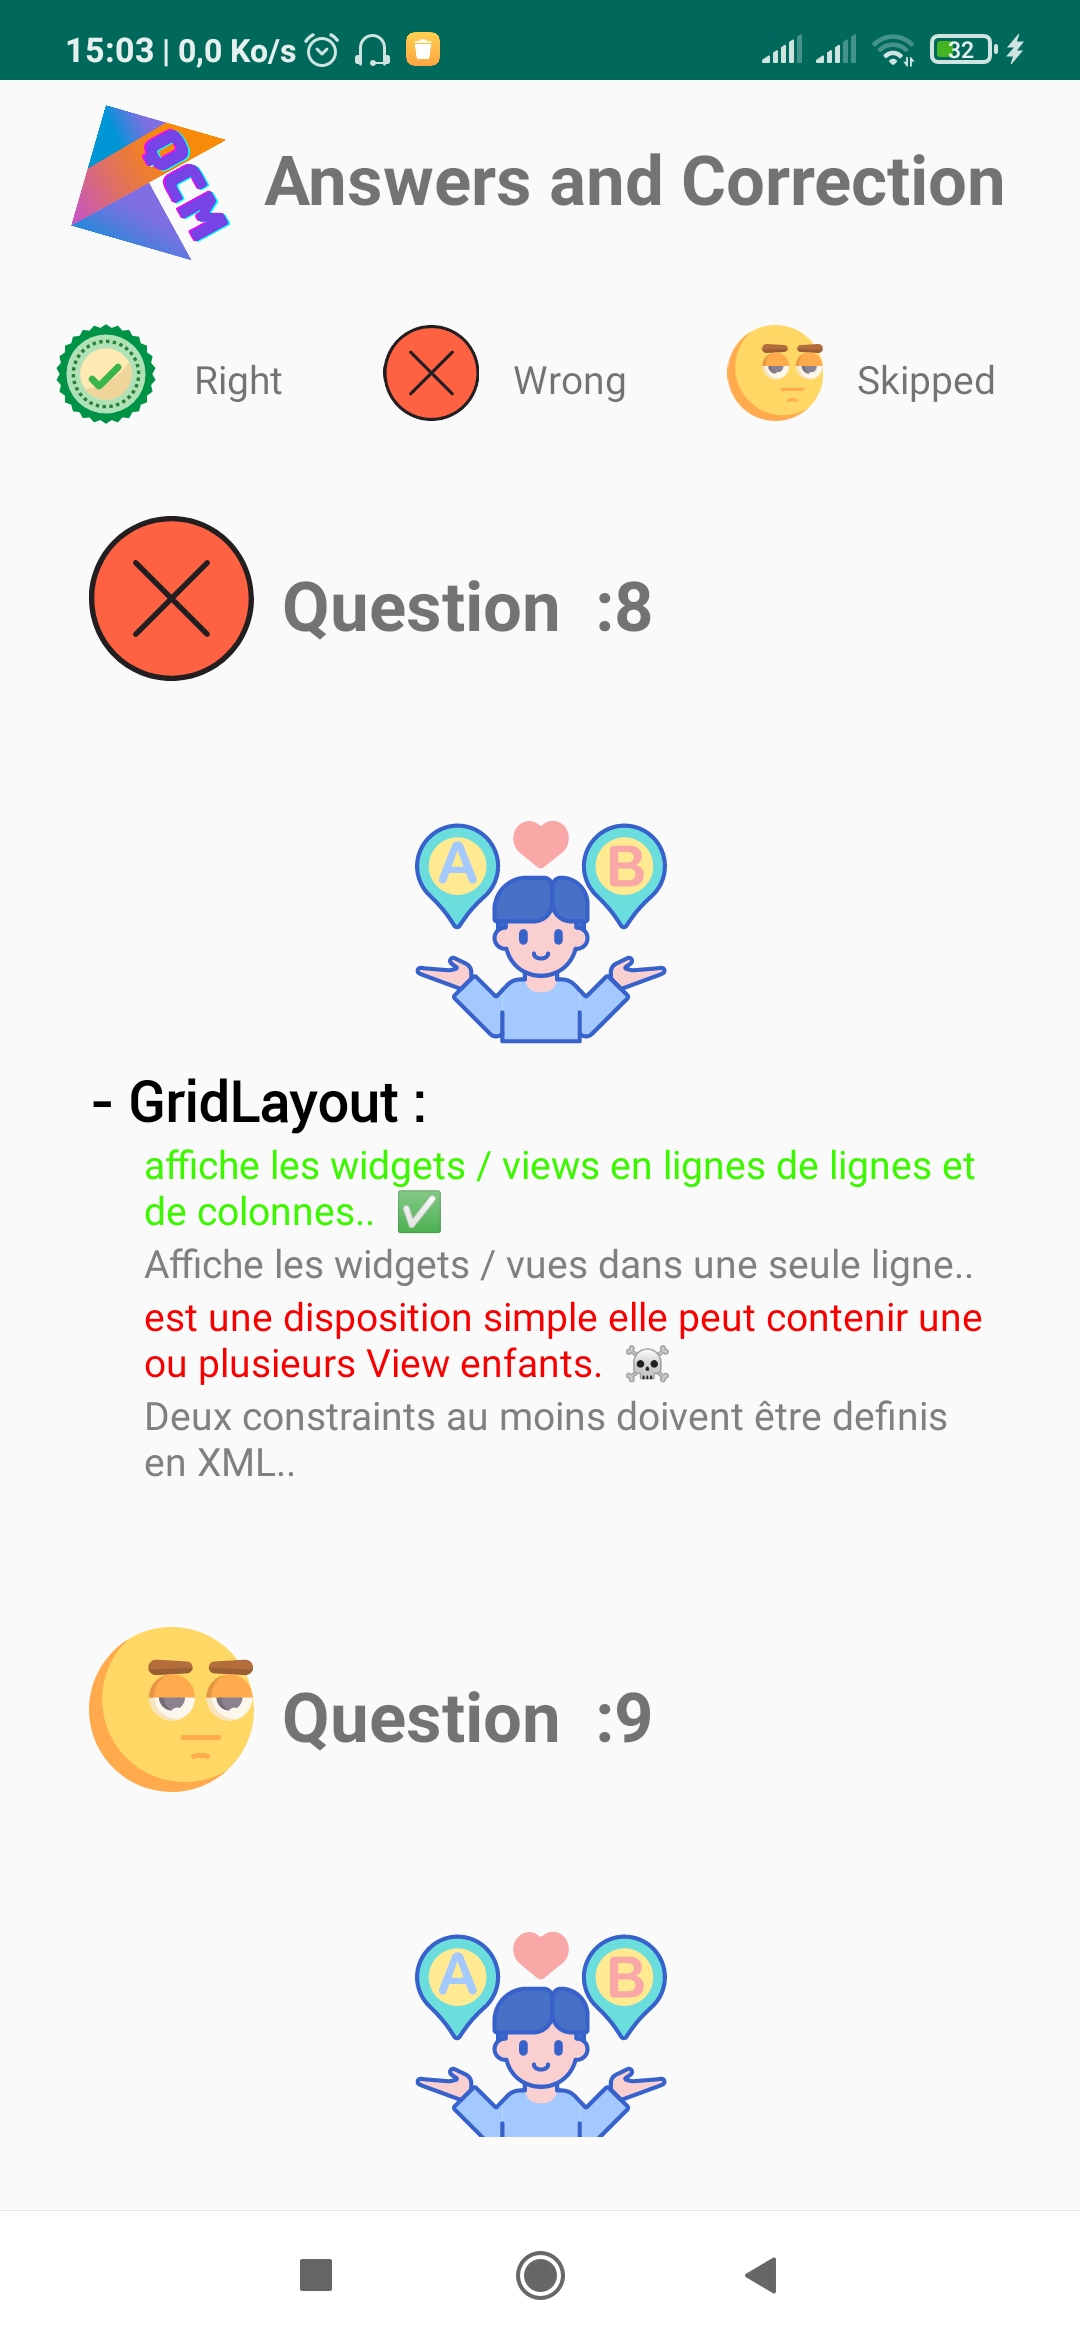 15:03 | 0,0 Ko/s
32
QCM
Answers and Correction
Right
Wrong
Skipped
Question :8
A
B
- GridLayout :
affiche les widgets / views en lignes de lignes et
de colonnes.. ✅
Affiche les widgets / vues dans une seule ligne..
est une disposition simple elle peut contenir une
ou plusieurs View enfants. ☠
Deux constraints au moins doivent être definis
en XML..
Question :9
A
B